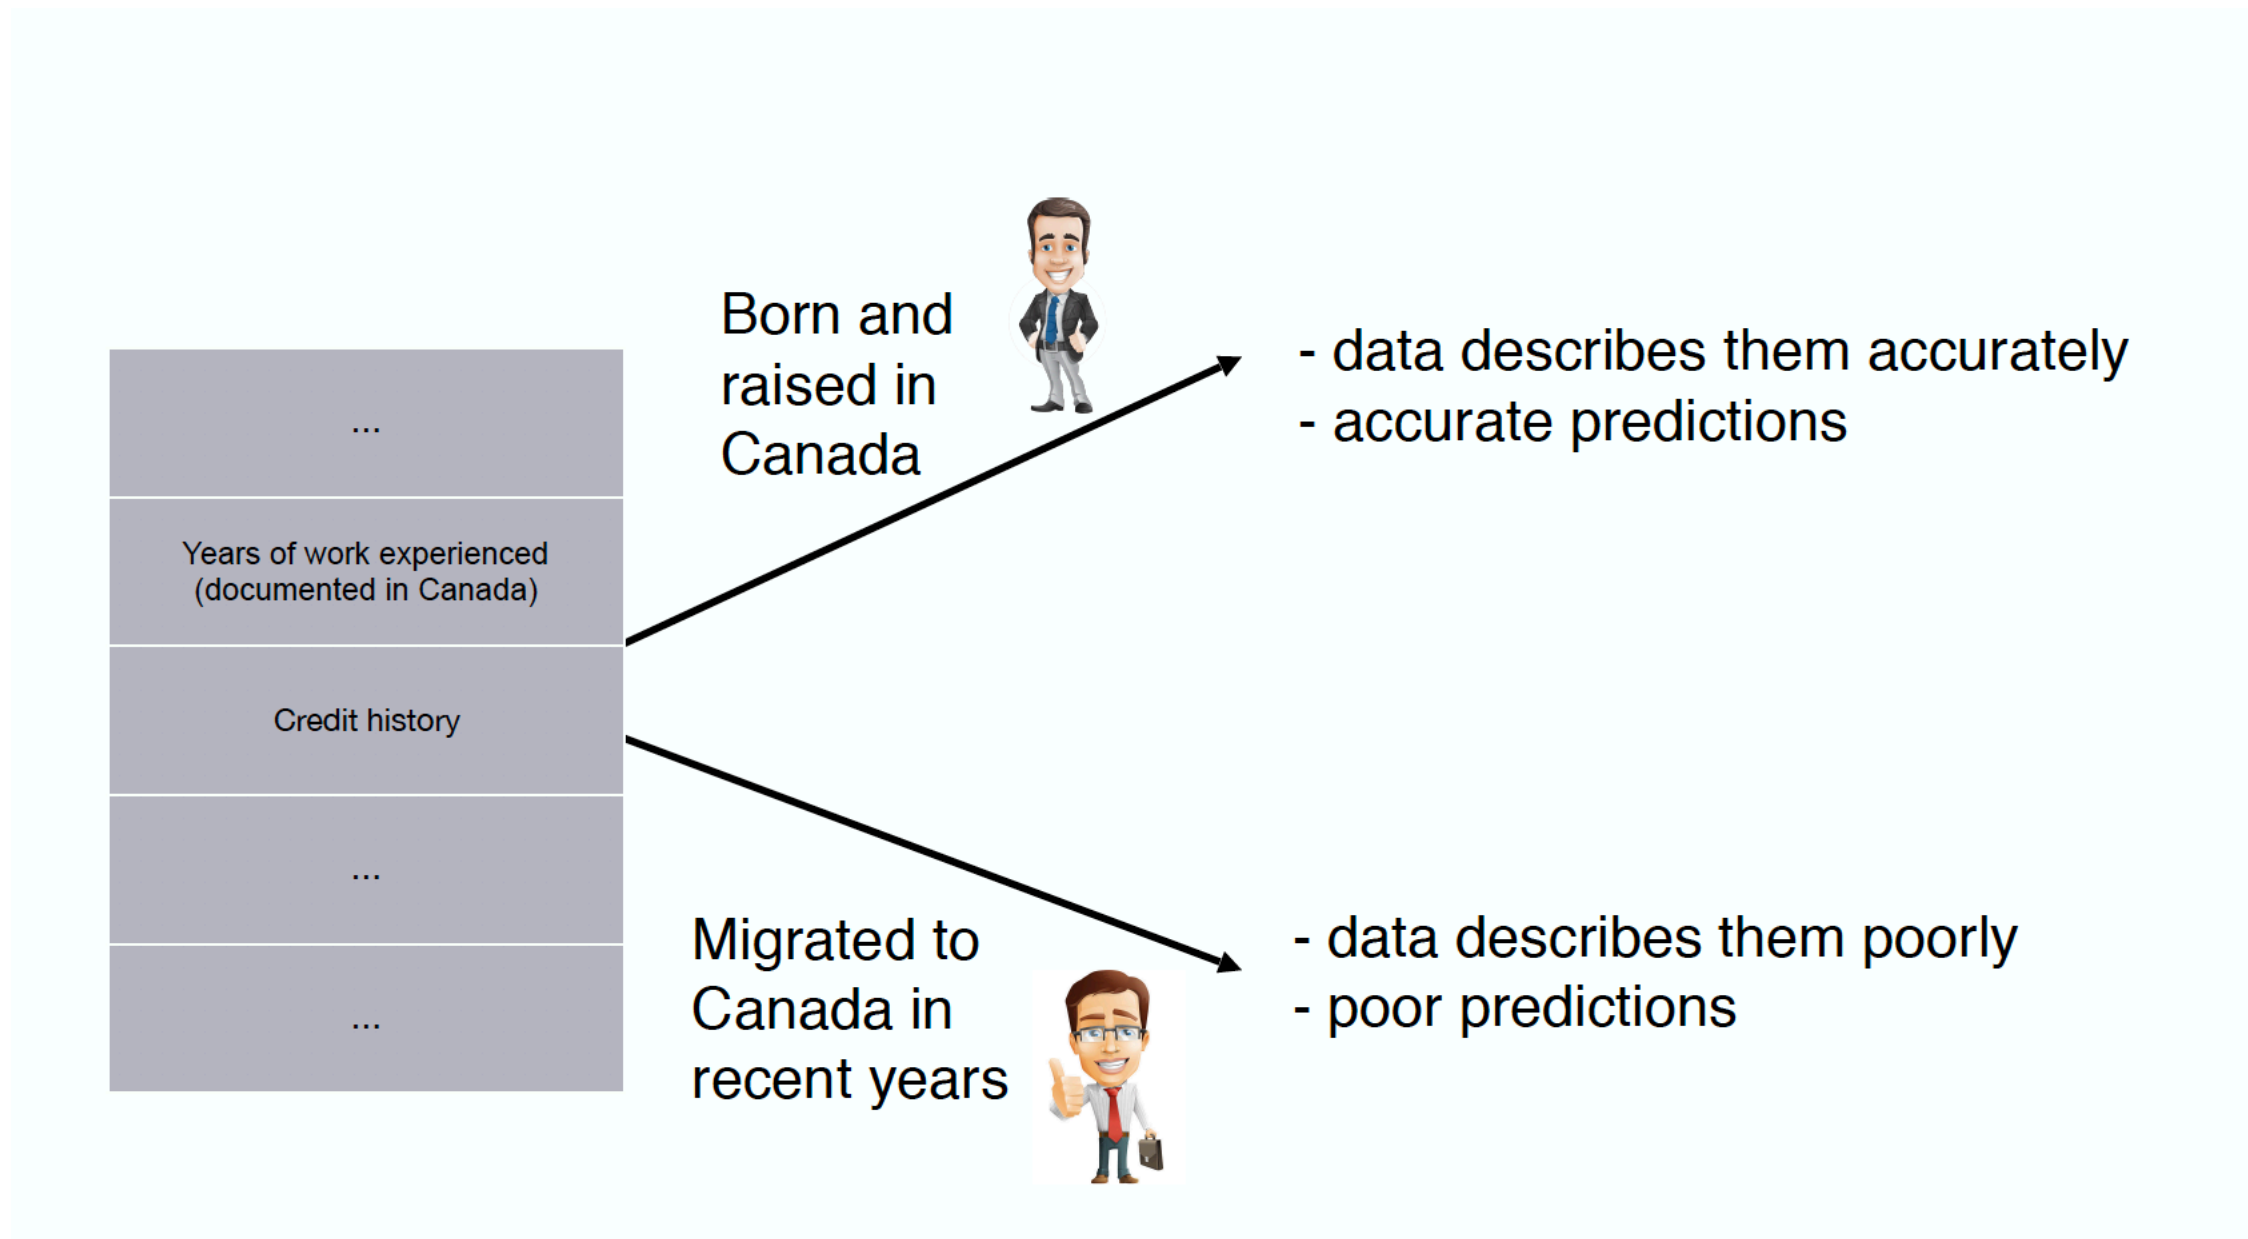 ...
Years of work experienced
(documented in Canada)
Credit history
...
...
Born and
raised in
Canada
- data describes them accurately
- accurate predictions
Migrated to
Canada in
recent years
- data describes them poorly
- poor predictions